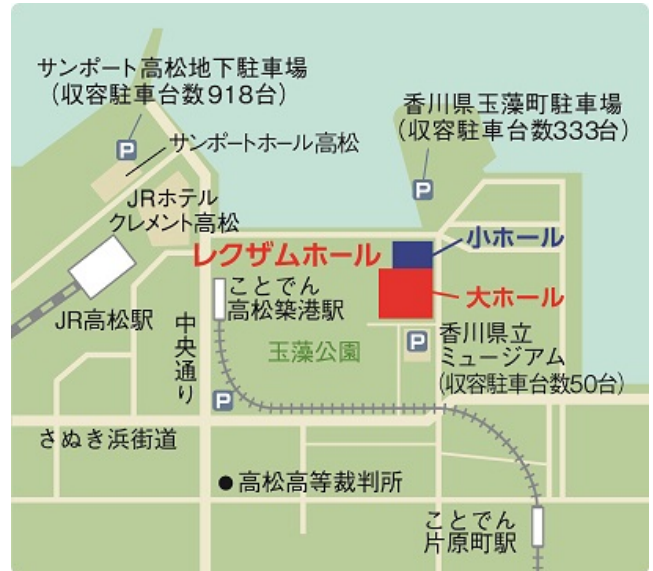 サンポート高松地下駐車場
（収容駐車台数918台）
香川県玉藻町駐車場
（収容駐車台数333台）
P
サンポートホール高松
P
JRホテル
クレメント高松
レクザムホール
小ホール
大ホール
ことでん
高松築港駅
JR高松駅
中央通り
玉藻公園
P
香川県立
ミュージアム
（収容駐車台数50台）
P
さぬき浜街道
●高松高等裁判所
ことでん
片原町駅